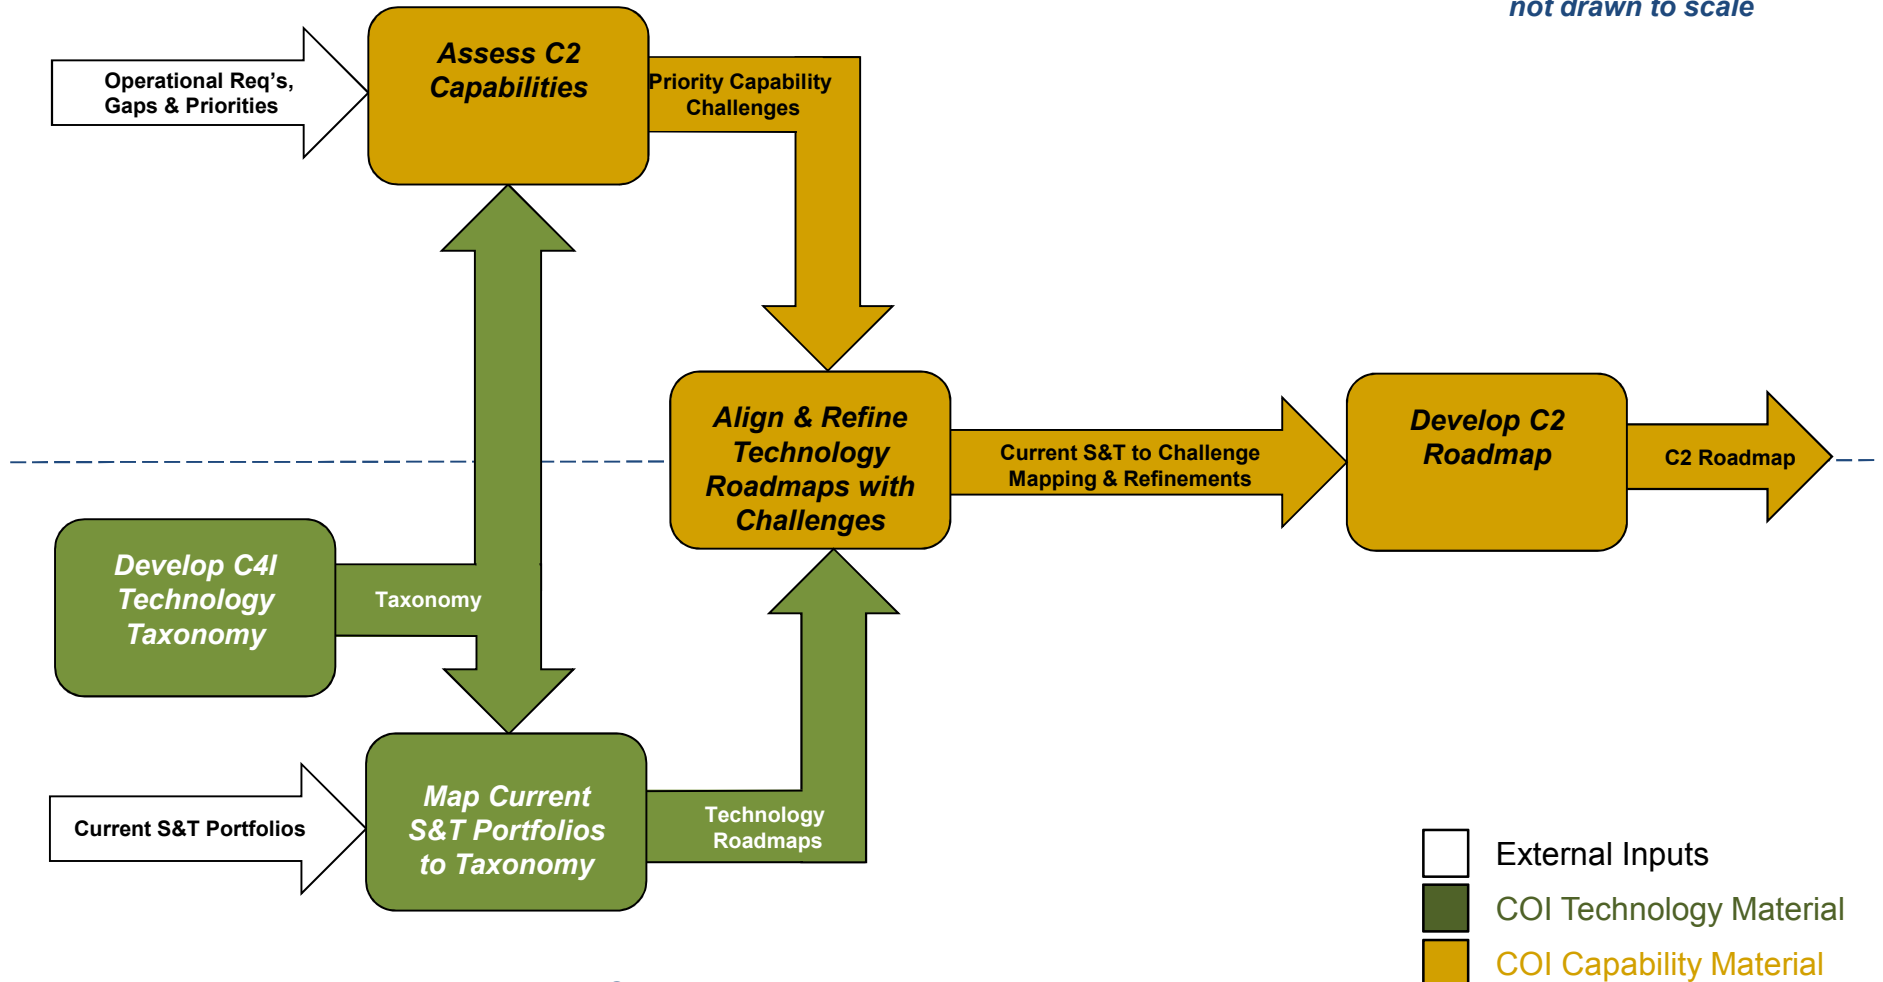 not drawn to scale
Operational Req's,
Gaps & Priorities
Assess C2
Capabilities
Priority Capability
Challenges
Align & Refine
Technology
Roadmaps with
Challenges
Current S&T to Challenge
Mapping & Refinements
Develop C2
Roadmap
C2 Roadmap
Develop C4I
Technology
Taxonomy
Taxonomy
Current S&T Portfolios
Map Current
S&T Portfolios
to Taxonomy
Technology
Roadmaps
External Inputs
COI Technology Material
COI Capability Material